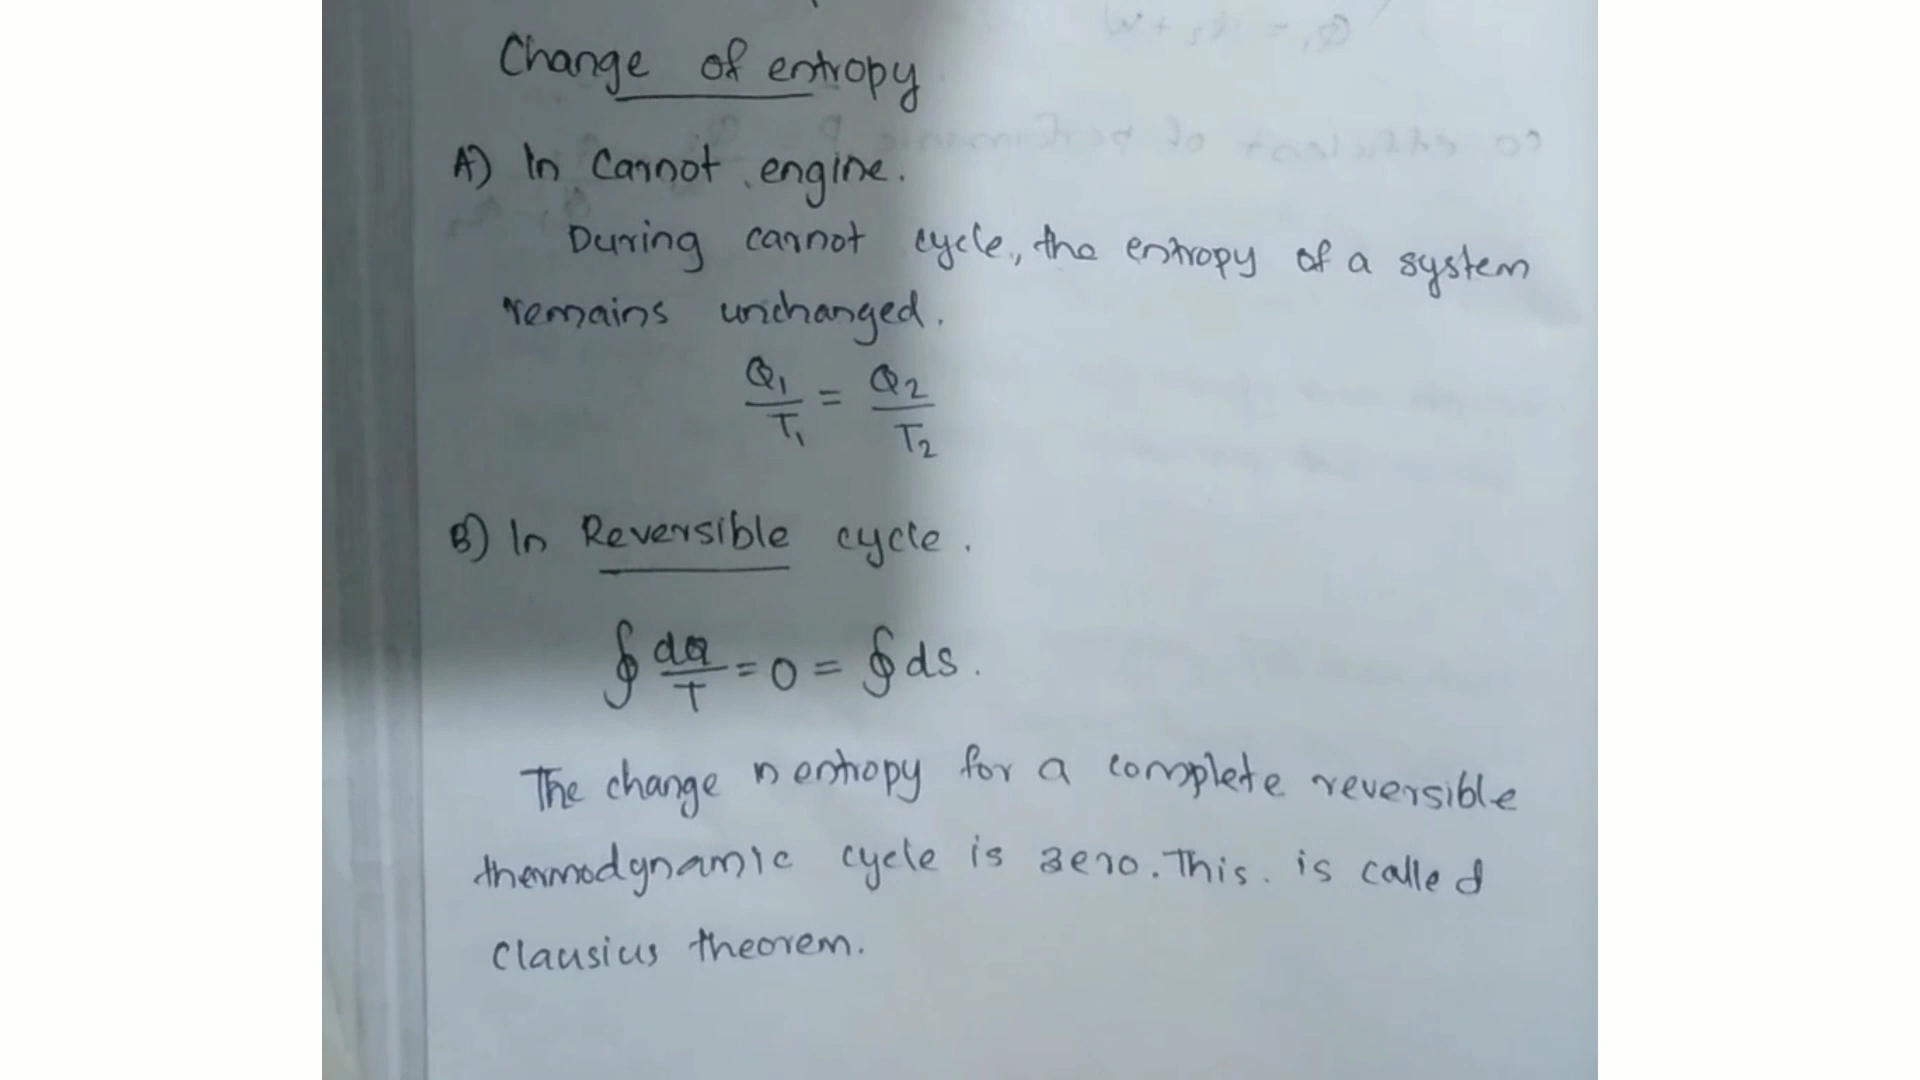 Change of entropy
A) In Carnot engine.
During carnot cycle, the entropy of a system
remains unchanged.
Q₁/T₁ = Q₂/T₂
B) In Reversible cycle.
∮ dQ/T = 0 = ∮ ds.
The change in entropy for a complete reversible
thermodynamic cycle is zero. This is called
Clausius theorem.